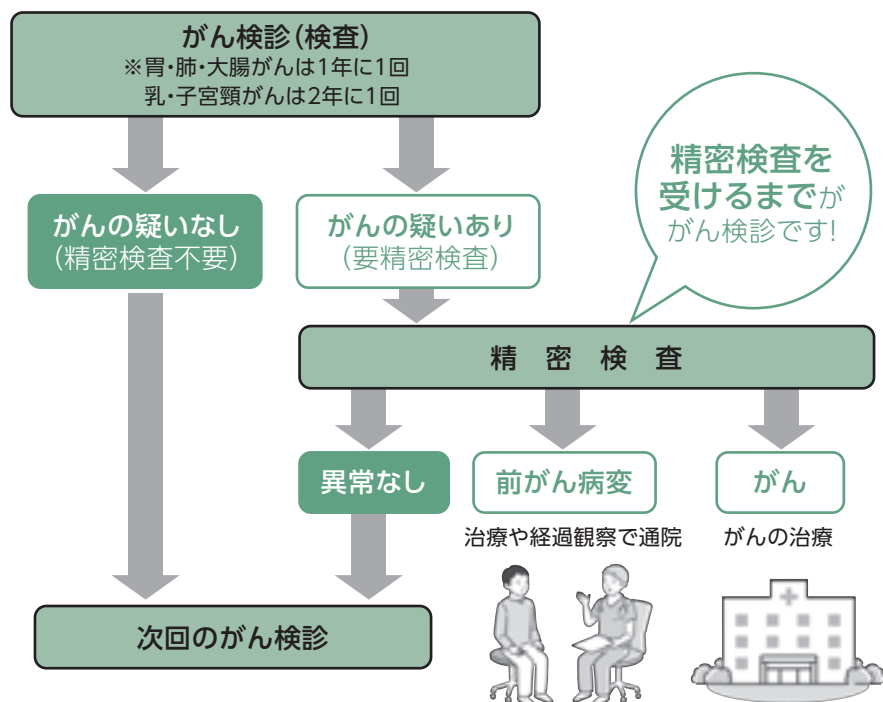 がん検診(検査)
※胃・肺・大腸がんは1年に1回
乳・子宮頸がんは2年に1回
精密検査を
受けるまでが
がん検診です!
がんの疑いなし
(精密検査不要)
がんの疑いあり
(要精密検査)
精密検査
異常なし
前がん病変
がん
治療や経過観察で通院
がんの治療
次回のがん検診